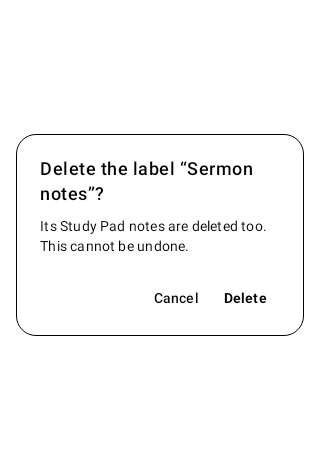 Delete the label “Sermon
notes”?
Its Study Pad notes are deleted too.
This cannot be undone.
Cancel Delete